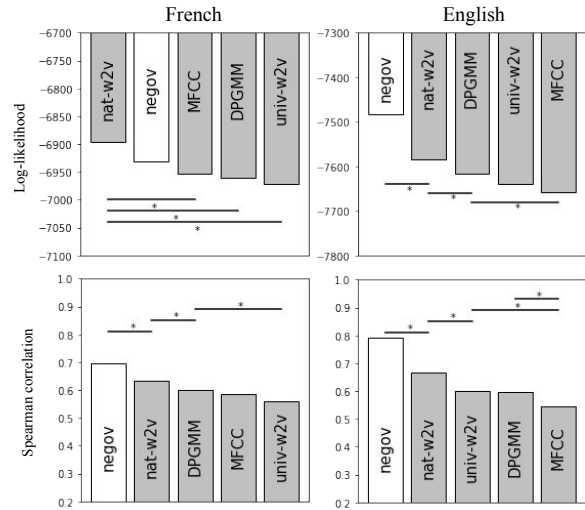 French
English
Log-likelihood
−6700
−6750
−6800
−6850
−6900
−6950
−7000
−7050
−7100
nat-w2v
negov
MFCC
DPGMM
univ-w2v
*
*
*
−7300
−7400
−7500
−7600
−7700
−7800
negov
nat-w2v
DPGMM
univ-w2v
MFCC
*
*
*
Spearman correlation
1.0
0.9
0.8
0.7
0.6
0.5
0.4
0.3
0.2
negov
nat-w2v
DPGMM
MFCC
univ-w2v
*
*
*
1.0
0.9
0.8
0.7
0.6
0.5
0.4
0.3
0.2
negov
nat-w2v
univ-w2v
DPGMM
MFCC
*
*
*
*